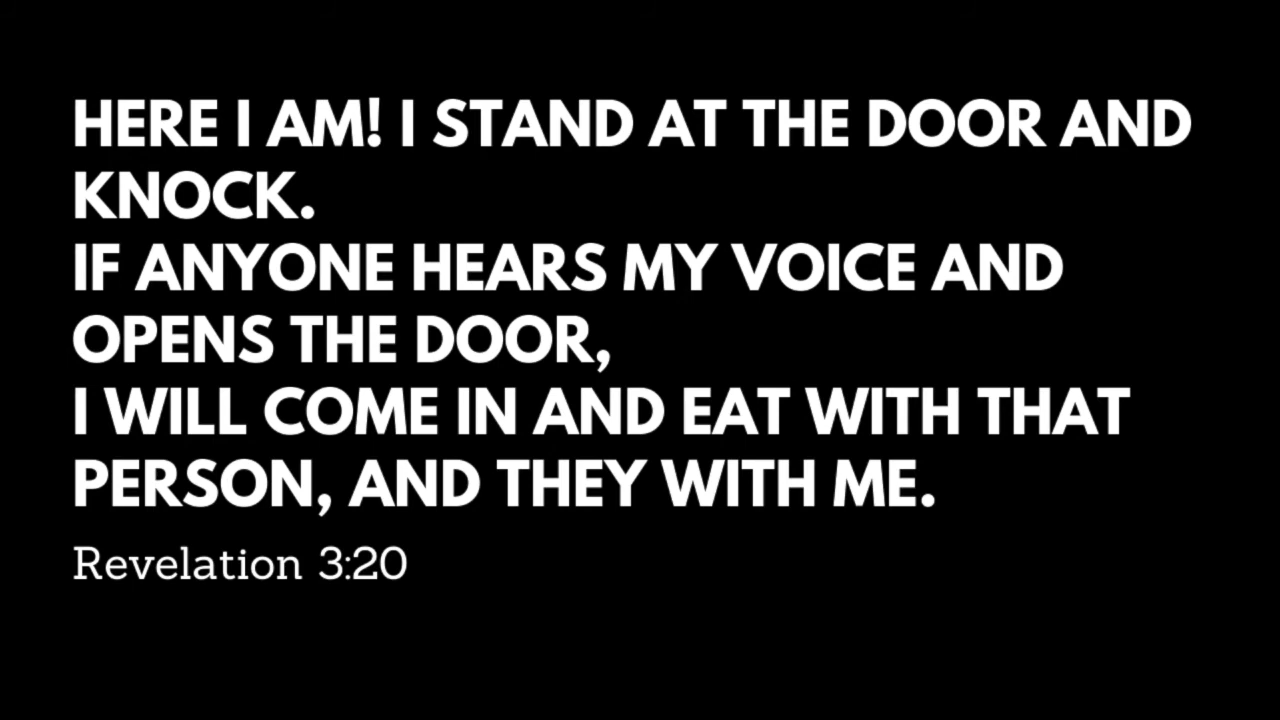 HERE I AM! I STAND AT THE DOOR AND
KNOCK.
IF ANYONE HEARS MY VOICE AND
OPENS THE DOOR,
I WILL COME IN AND EAT WITH THAT
PERSON, AND THEY WITH ME.
Revelation 3:20